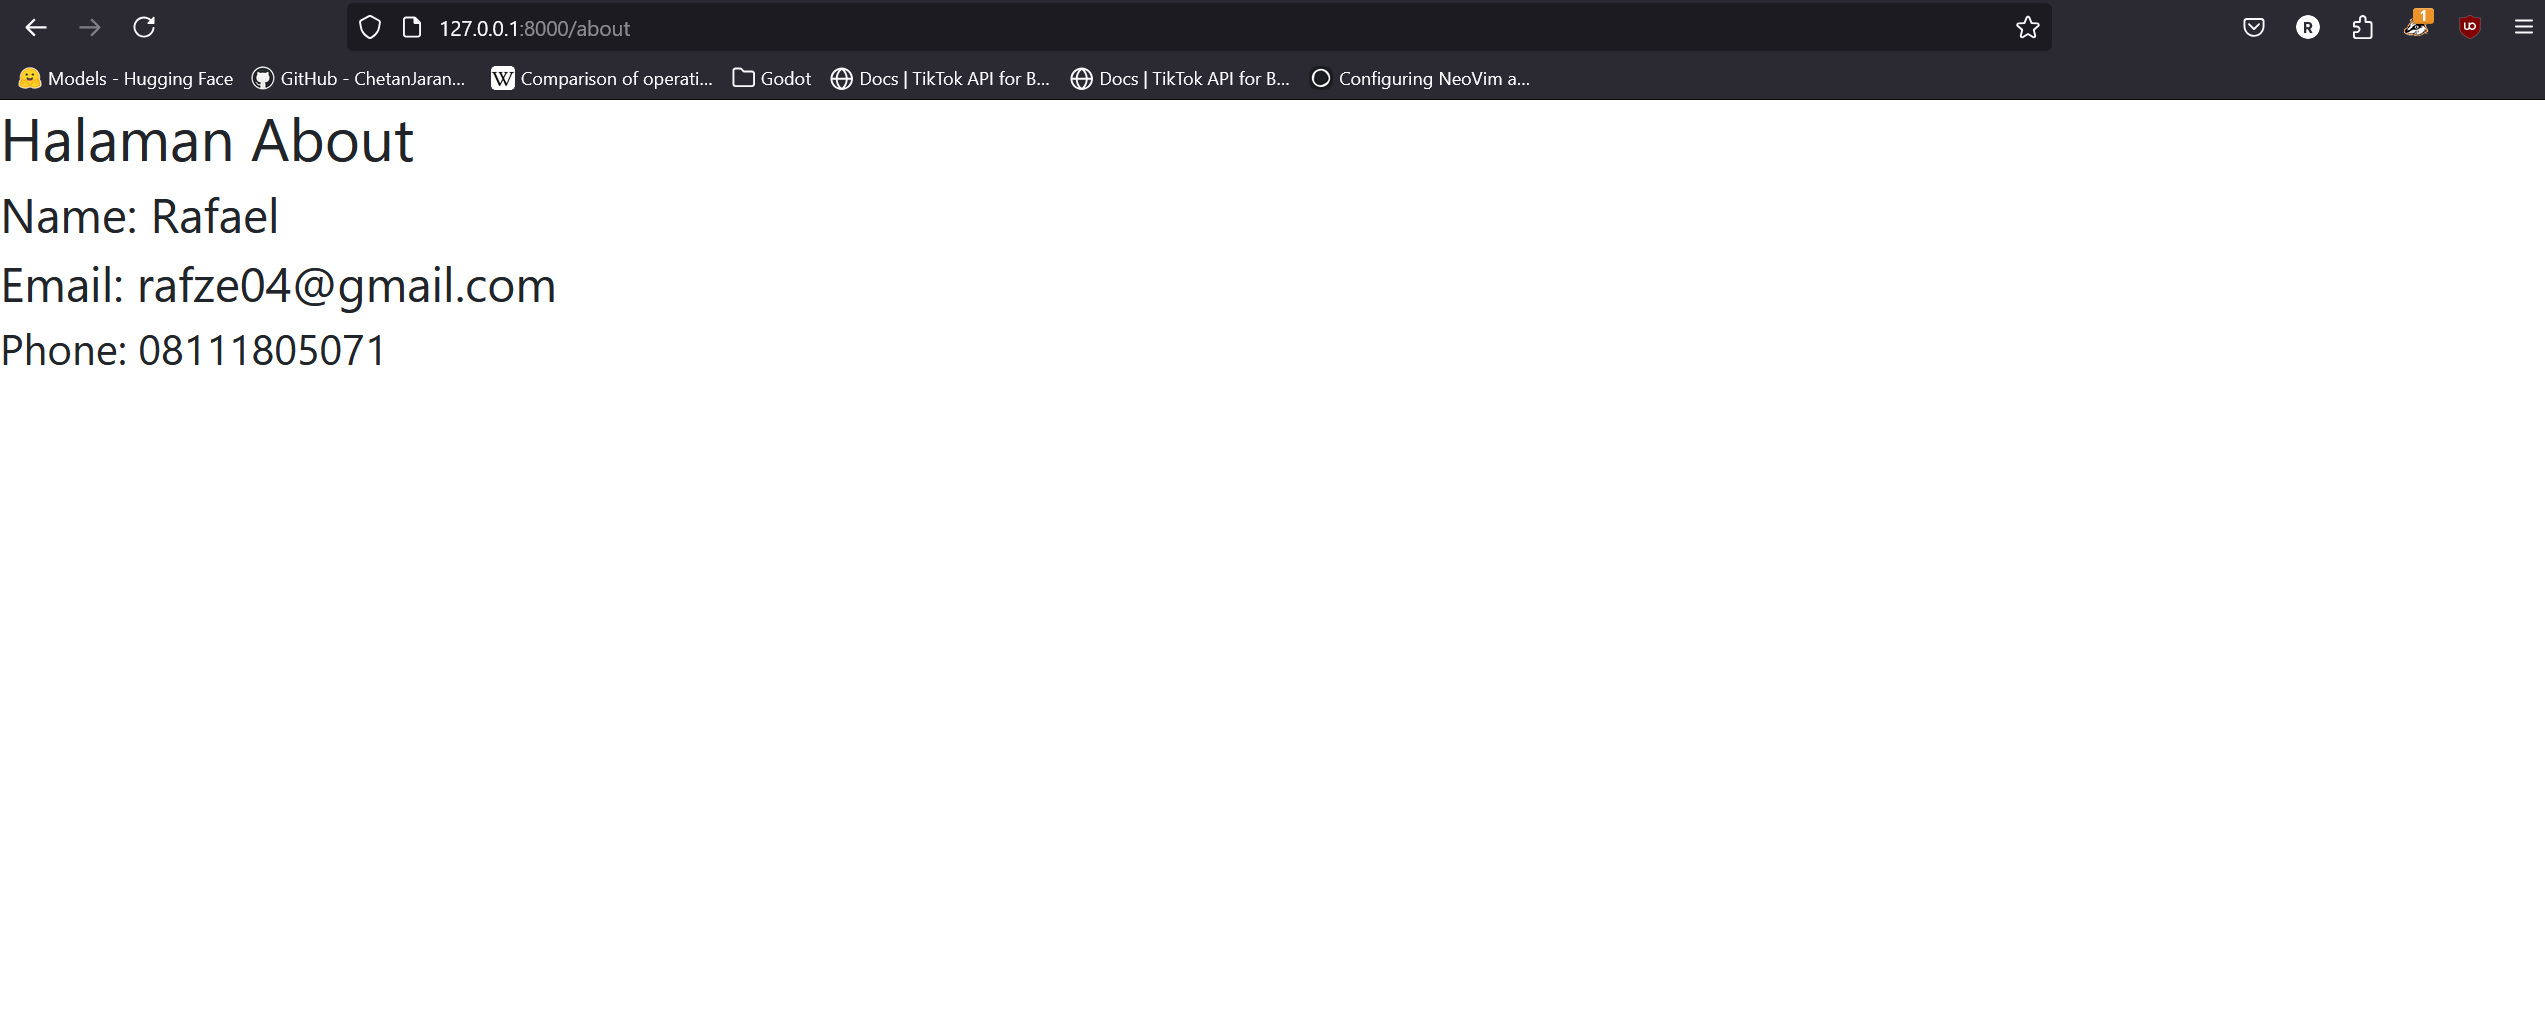 127.0.0.1:8000/about
R
1
UO
Models - Hugging Face
GitHub - ChetanJaran...
W
Comparison of operati...
Godot
Docs | TikTok API for B...
Docs | TikTok API for B...
Configuring NeoVim a...
Halaman About
Name: Rafael
Email: rafze04@gmail.com
Phone: 08111805071